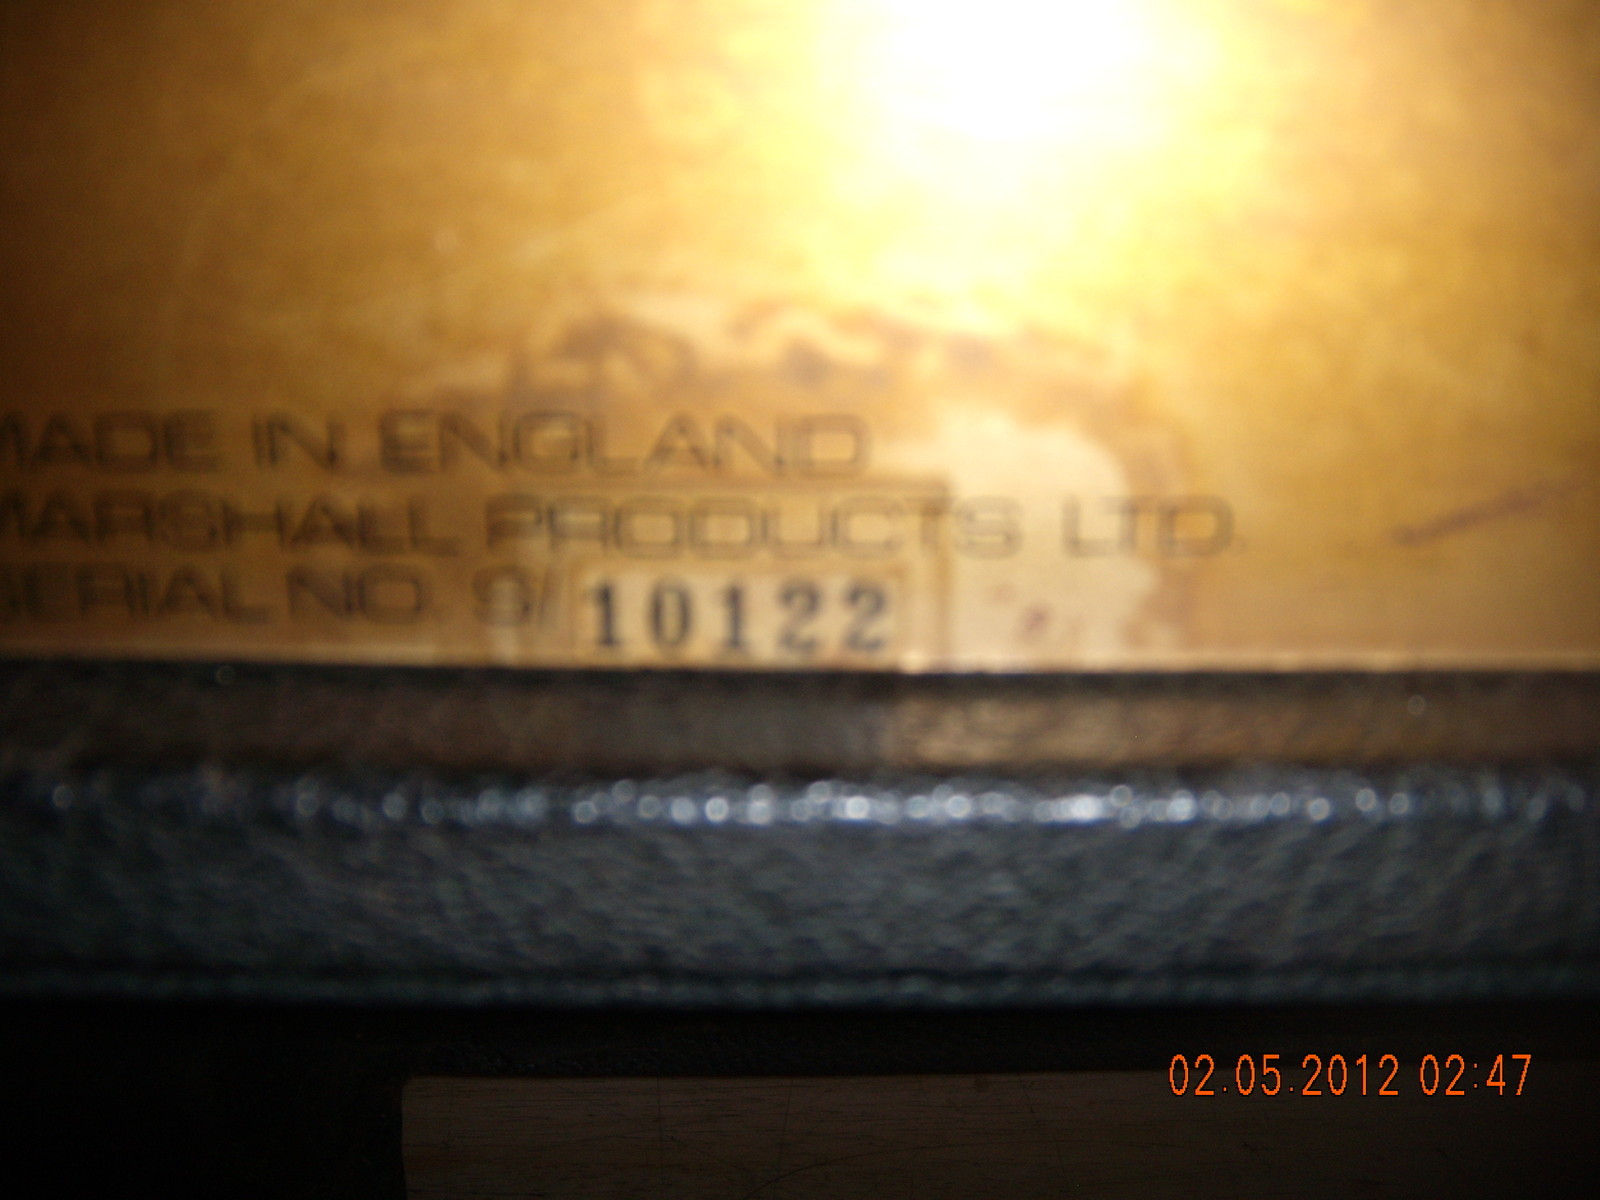 MADE IN ENGLAND
MARSHALL PRODUCTS LTD.
SERIAL NO. S/ 10122
02.05.2012 02:47